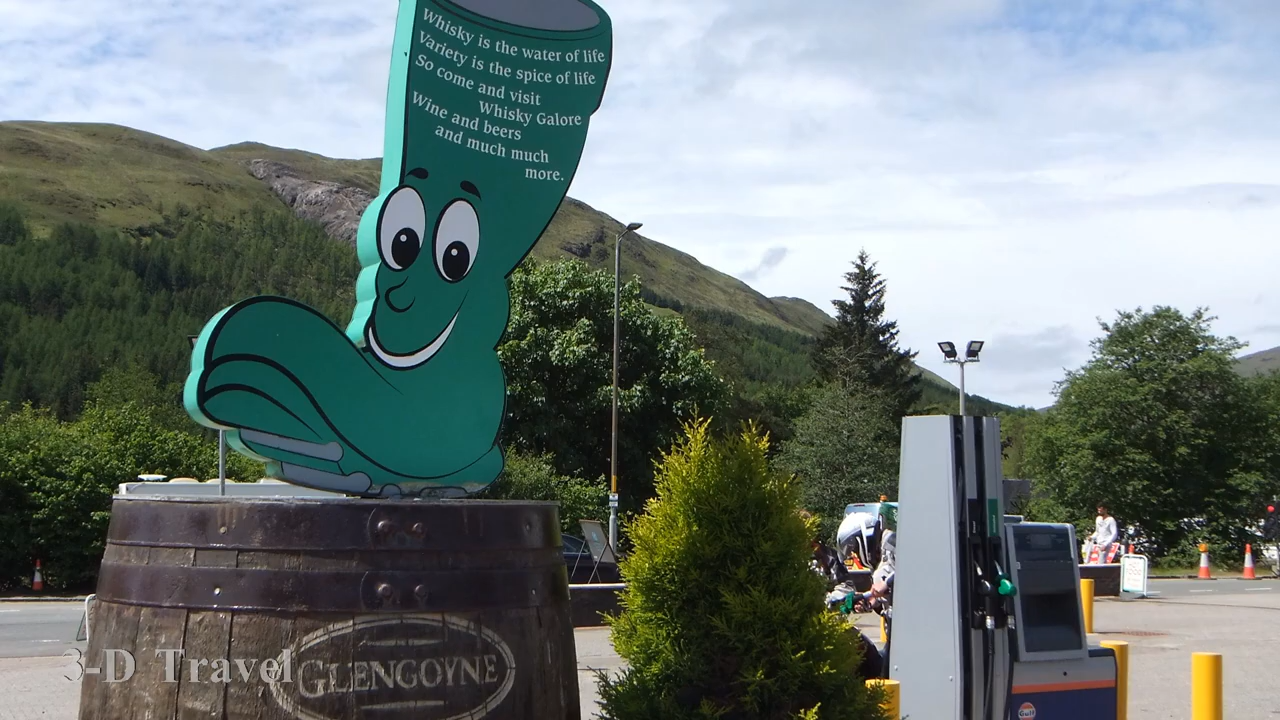 Whisky is the water of life
Variety is the spice of life
So come and visit
Whisky Galore
Wine and beers
and much much
more.
GLENGOYNE
3-D Travel
Gulf